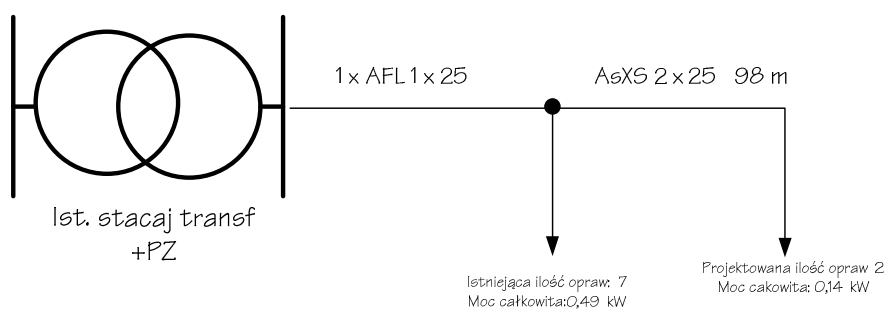 1 x AFL 1 x 25
AsXS 2 x 25 98 m
Ist. stacaj transf
+PZ
Istniejąca ilość opraw: 7
Moc całkowita:0,49 kW
Projektowana ilość opraw 2
Moc cakowita: 0,14 kW